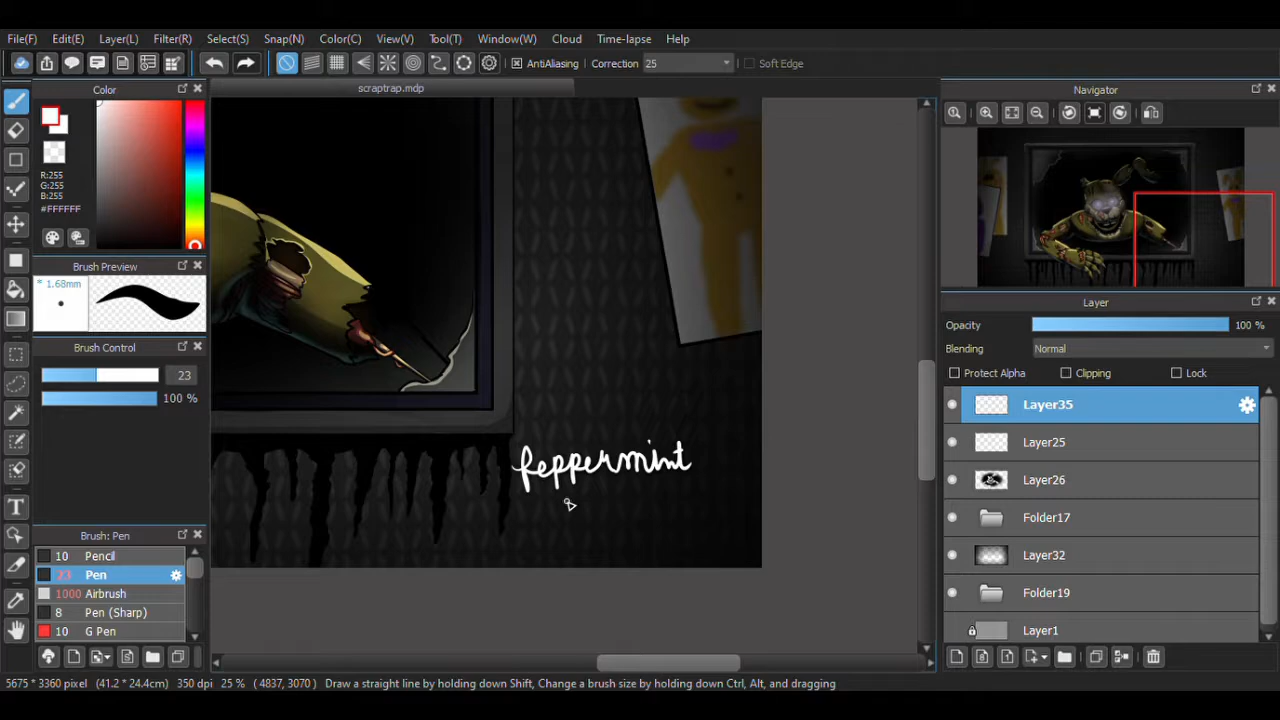 File(F) Edit(E) Layer(L) Filter(R) Select(S) Snap(N) Color(C) View(V) Tool(T) Window(W) Cloud Time-lapse Help
AntiAliasing Correction 25 Soft Edge
Color
scraptrap.mdp
Navigator
R:255
G:255
B:255
#FFFFFF
Brush Preview
* 1.68mm
Brush Control
23
100 %
Layer
Opacity 100 %
Blending Normal
Protect Alpha Clipping Lock
Layer35
Layer25
Layer26
Folder17
Layer32
Folder19
Layer1
peppermint
Brush: Pen
10 Pencil
23 Pen
1000 Airbrush
8 Pen (Sharp)
10 G Pen
5675 * 3360 pixel (41.2 * 24.4cm) 350 dpi 25 % ( 4837, 3070 ) Draw a straight line by holding down Shift, Change a brush size by holding down Ctrl, Alt, and dragging